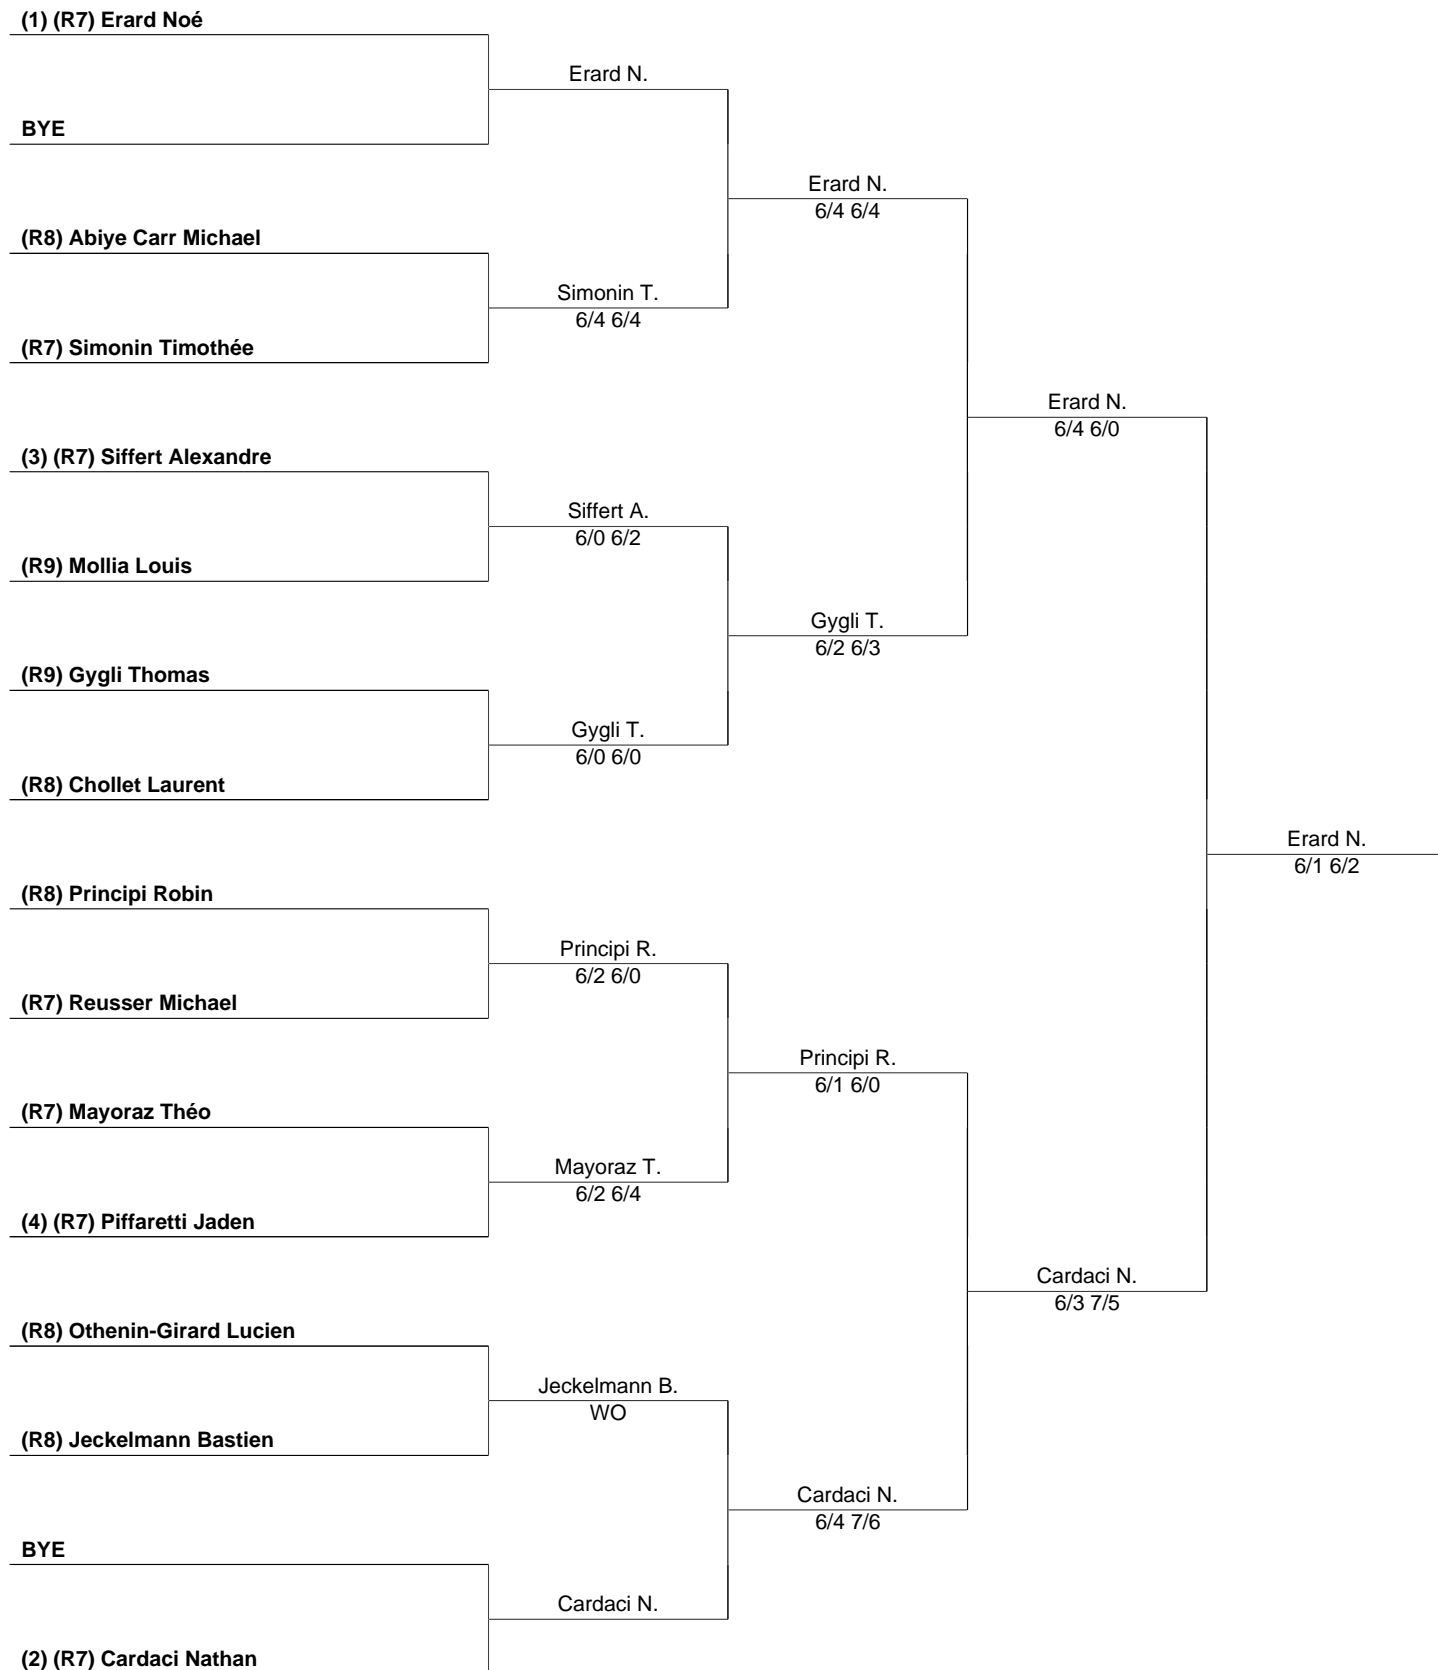 (1) (R7) Erard Noé
Erard N.
BYE
Erard N.
6/4 6/4
(R8) Abiye Carr Michael
Simonin T.
6/4 6/4
(R7) Simonin Timothée
Erard N.
6/4 6/0
(3) (R7) Siffert Alexandre
Siffert A.
6/0 6/2
(R9) Mollia Louis
Gygli T.
6/2 6/3
(R9) Gygli Thomas
Gygli T.
6/0 6/0
(R8) Chollet Laurent
Erard N.
6/1 6/2
(R8) Principi Robin
Principi R.
6/2 6/0
(R7) Reusser Michael
Principi R.
6/1 6/0
(R7) Mayoraz Théo
Mayoraz T.
6/2 6/4
(4) (R7) Piffaretti Jaden
Cardaci N.
6/3 7/5
(R8) Othenin-Girard Lucien
Jeckelmann B.
WO
(R8) Jeckelmann Bastien
Cardaci N.
6/4 7/6
BYE
Cardaci N.
(2) (R7) Cardaci Nathan